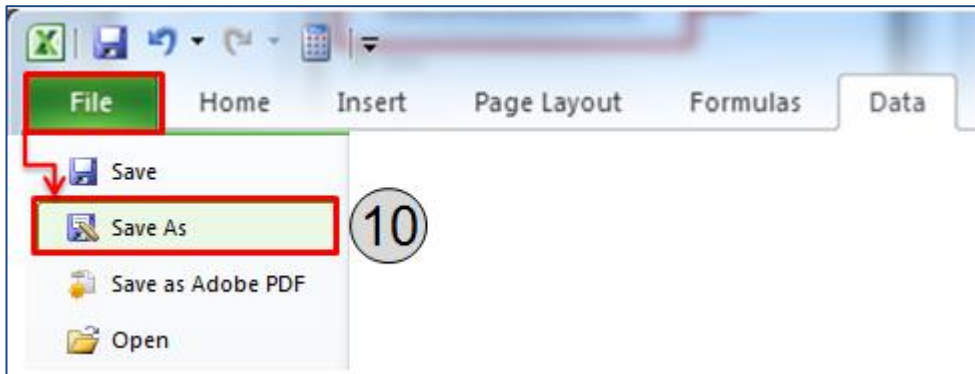 File Home Insert Page Layout Formulas Data
Save
Save As
10
Save as Adobe PDF
Open